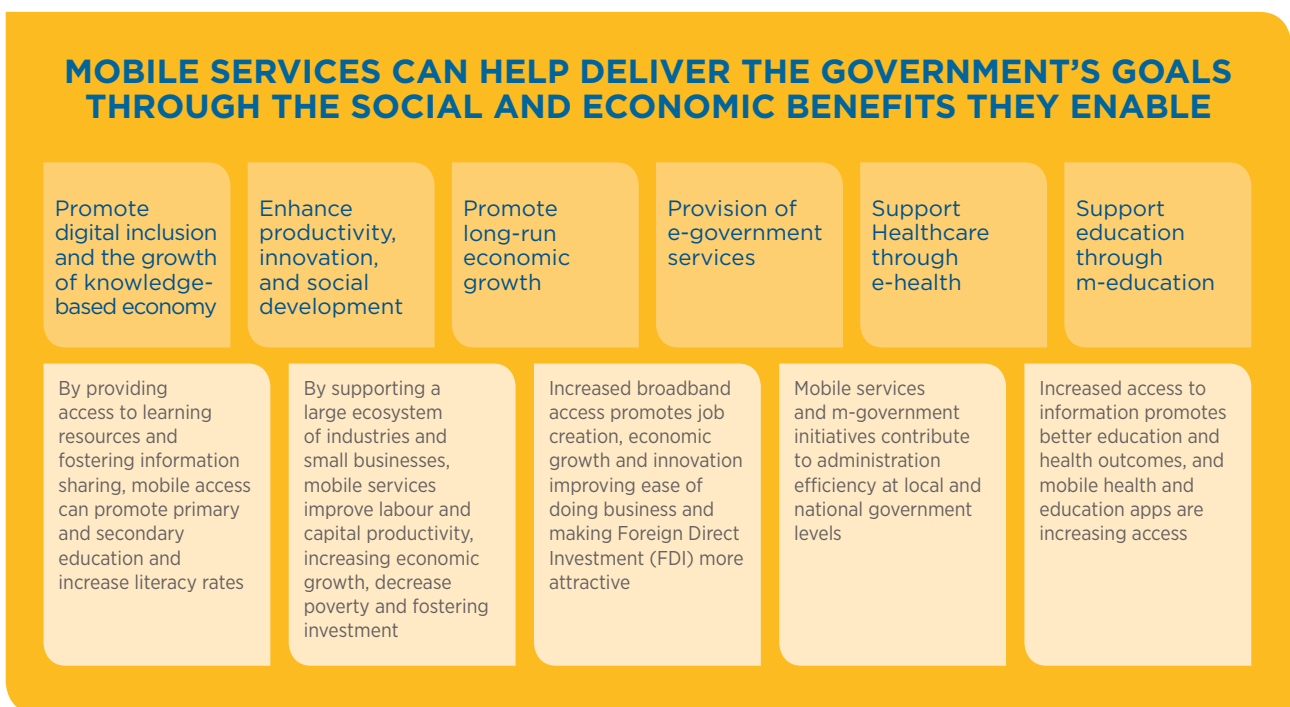 MOBILE SERVICES CAN HELP DELIVER THE GOVERNMENT’S GOALS
THROUGH THE SOCIAL AND ECONOMIC BENEFITS THEY ENABLE
Promote
digital inclusion
and the growth
of knowledge-
based economy
Enhance
productivity,
innovation,
and social
development
Promote
long-run
economic
growth
Provision of
e-government
services
Support
Healthcare
through
e-health
Support
education
through
m-education
By providing
access to learning
resources and
fostering information
sharing, mobile access
can promote primary
and secondary
education and
increase literacy rates
By supporting a
large ecosystem
of industries and
small businesses,
mobile services
improve labour and
capital productivity,
increasing economic
growth, decrease
poverty and fostering
investment
Increased broadband
access promotes job
creation, economic
growth and innovation
improving ease of
doing business and
making Foreign Direct
Investment (FDI) more
attractive
Mobile services
and m-government
initiatives contribute
to administration
efficiency at local and
national government
levels
Increased access to
information promotes
better education and
health outcomes, and
mobile health and
education apps are
increasing access